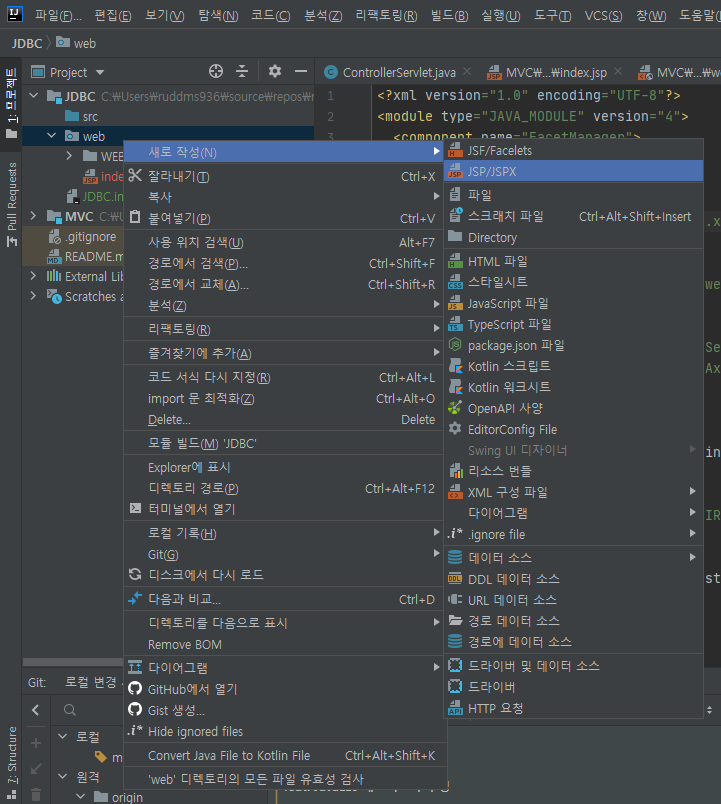 파일(F)... 편집(E) 보기(V) 탐색(N) 코드(C) 분석(Z) 리팩토링(R) 빌드(B) 실행(U) 도구(T) VCS(S) 창(W) 도움말(
JDBC web
1: 프로젝트
Pull Requests
7: Structure
Project
ControllerServlet.java
MVC\...\index.jsp
MVC\...\we
JDBC C:\Users\ruddms936\source\repos\
src
web
WEB
inde
JDBC.in
MVC C:\U
.gitignore
README.m
External Lib
Scratches a
1 <?xml version="1.0" encoding="UTF-8"?>
2 <module type="JAVA_MODULE" version="4">
3 <component name="FacetManager">
.x
we
Se
Ax
in
IR
st
새로 작성(N)
잘라내기(T) Ctrl+X
복사
붙여넣기(P) Ctrl+V
사용 위치 검색(U) Alt+F7
경로에서 검색(P)... Ctrl+Shift+F
경로에서 교체(A)... Ctrl+Shift+R
분석(Z)
리팩토링(R)
즐겨찾기에 추가(A)
코드 서식 다시 지정(R) Ctrl+Alt+L
import 문 최적화(Z) Ctrl+Alt+O
Delete... Delete
모듈 빌드(M) 'JDBC'
Explorer에 표시
디렉토리 경로(P) Ctrl+Alt+F12
터미널에서 열기
로컬 기록(H)
Git(G)
디스크에서 다시 로드
다음과 비교... Ctrl+D
디렉토리를 다음으로 표시
Remove BOM
다이어그램
GitHub에서 열기
Gist 생성...
Hide ignored files
Convert Java File to Kotlin File Ctrl+Alt+Shift+K
'web' 디렉토리의 모든 파일 유효성 검사
JSF/Facelets
JSP/JSPX
파일
스크래치 파일 Ctrl+Alt+Shift+Insert
Directory
HTML 파일
스타일시트
JavaScript 파일
TypeScript 파일
package.json 파일
Kotlin 스크립트
Kotlin 워크시트
OpenAPI 사양
EditorConfig File
Swing UI 디자이너
리소스 번들
XML 구성 파일
다이어그램
.ignore file
데이터 소스
DDL 데이터 소스
URL 데이터 소스
경로 데이터 소스
경로에 데이터 소스
드라이버 및 데이터 소스
드라이버
HTTP 요청
Git: 로컬 변경
로컬
m
원격
origin